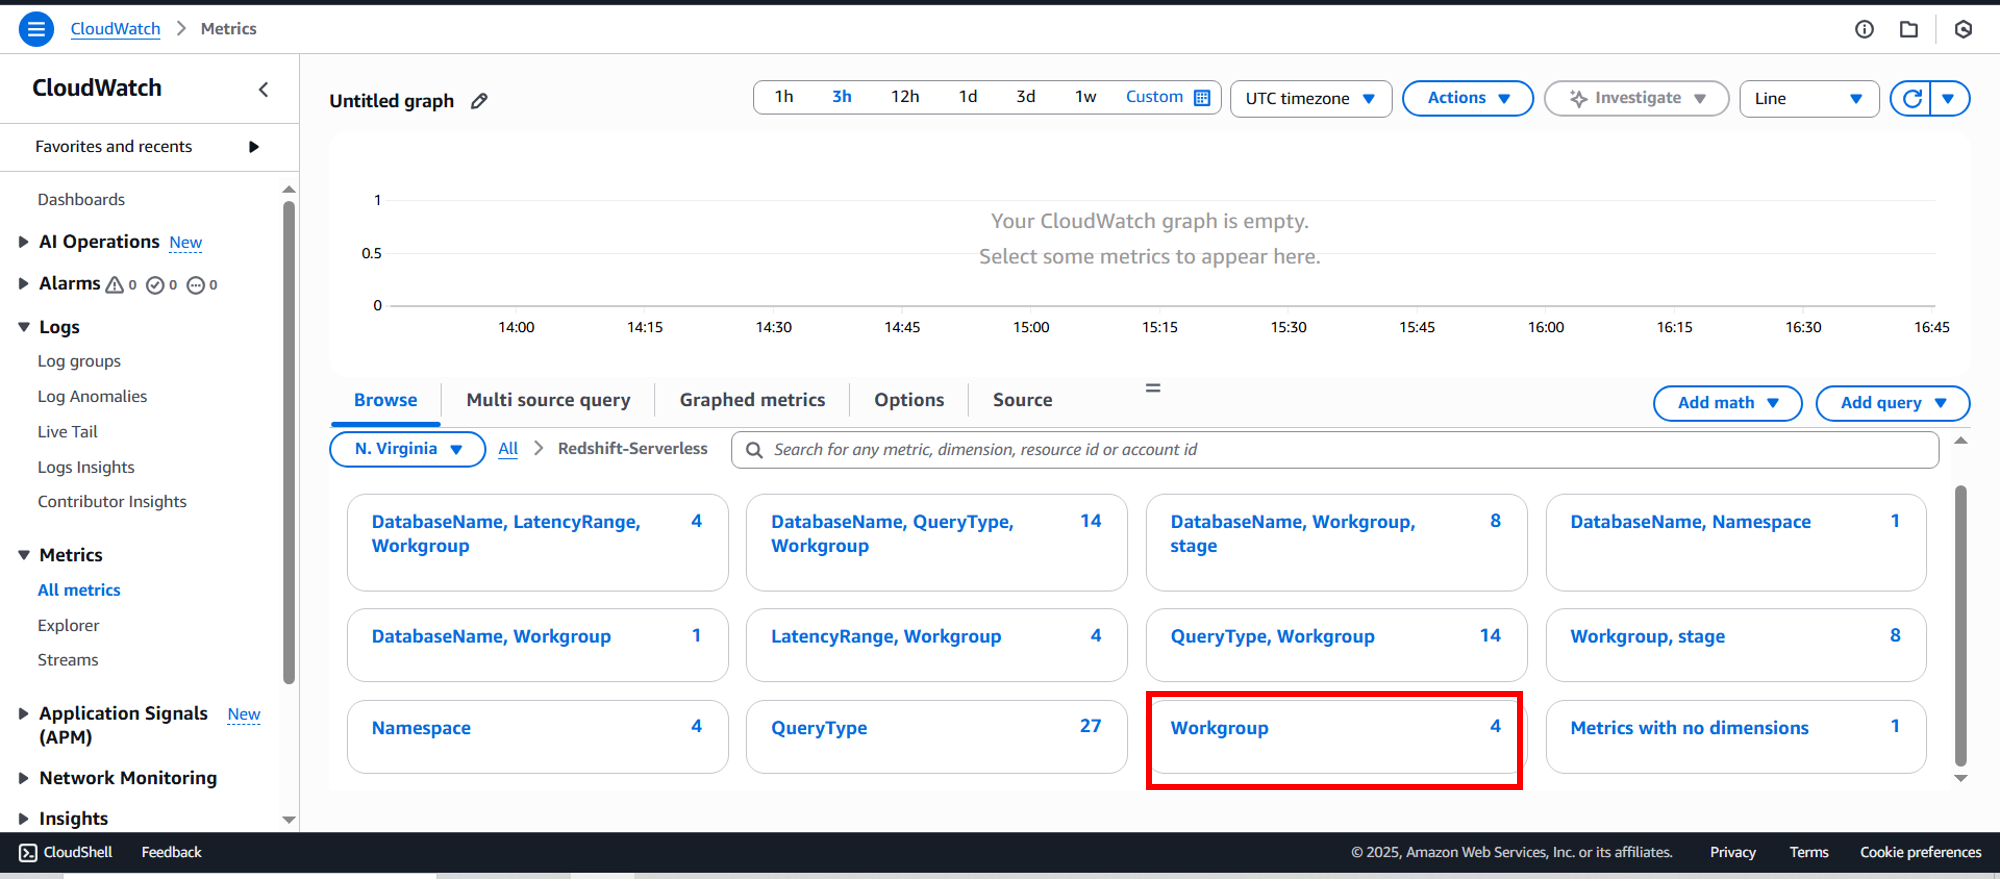 CloudWatch > Metrics
CloudWatch
Favorites and recents
Dashboards
AI Operations New
Alarms 0 0 0
Logs
Log groups
Log Anomalies
Live Tail
Logs Insights
Contributor Insights
Metrics
All metrics
Explorer
Streams
Application Signals New
(APM)
Network Monitoring
Insights
Untitled graph
1h 3h 12h 1d 3d 1w Custom
UTC timezone
Actions
Investigate
Line
1
0.5
0
Your CloudWatch graph is empty.
Select some metrics to appear here.
14:00 14:15 14:30 14:45 15:00 15:15 15:30 15:45 16:00 16:15 16:30 16:45
Browse Multi source query Graphed metrics Options Source
Add math Add query
N. Virginia All > Redshift-Serverless
Search for any metric, dimension, resource id or account id
DatabaseName, LatencyRange, 4
Workgroup
DatabaseName, QueryType, 14
Workgroup
DatabaseName, Workgroup, 8
stage
DatabaseName, Namespace 1
DatabaseName, Workgroup 1
LatencyRange, Workgroup 4
QueryType, Workgroup 14
Workgroup, stage 8
Namespace 4
QueryType 27
Workgroup 4
Metrics with no dimensions 1
CloudShell Feedback
© 2025, Amazon Web Services, Inc. or its affiliates. Privacy Terms Cookie preferences